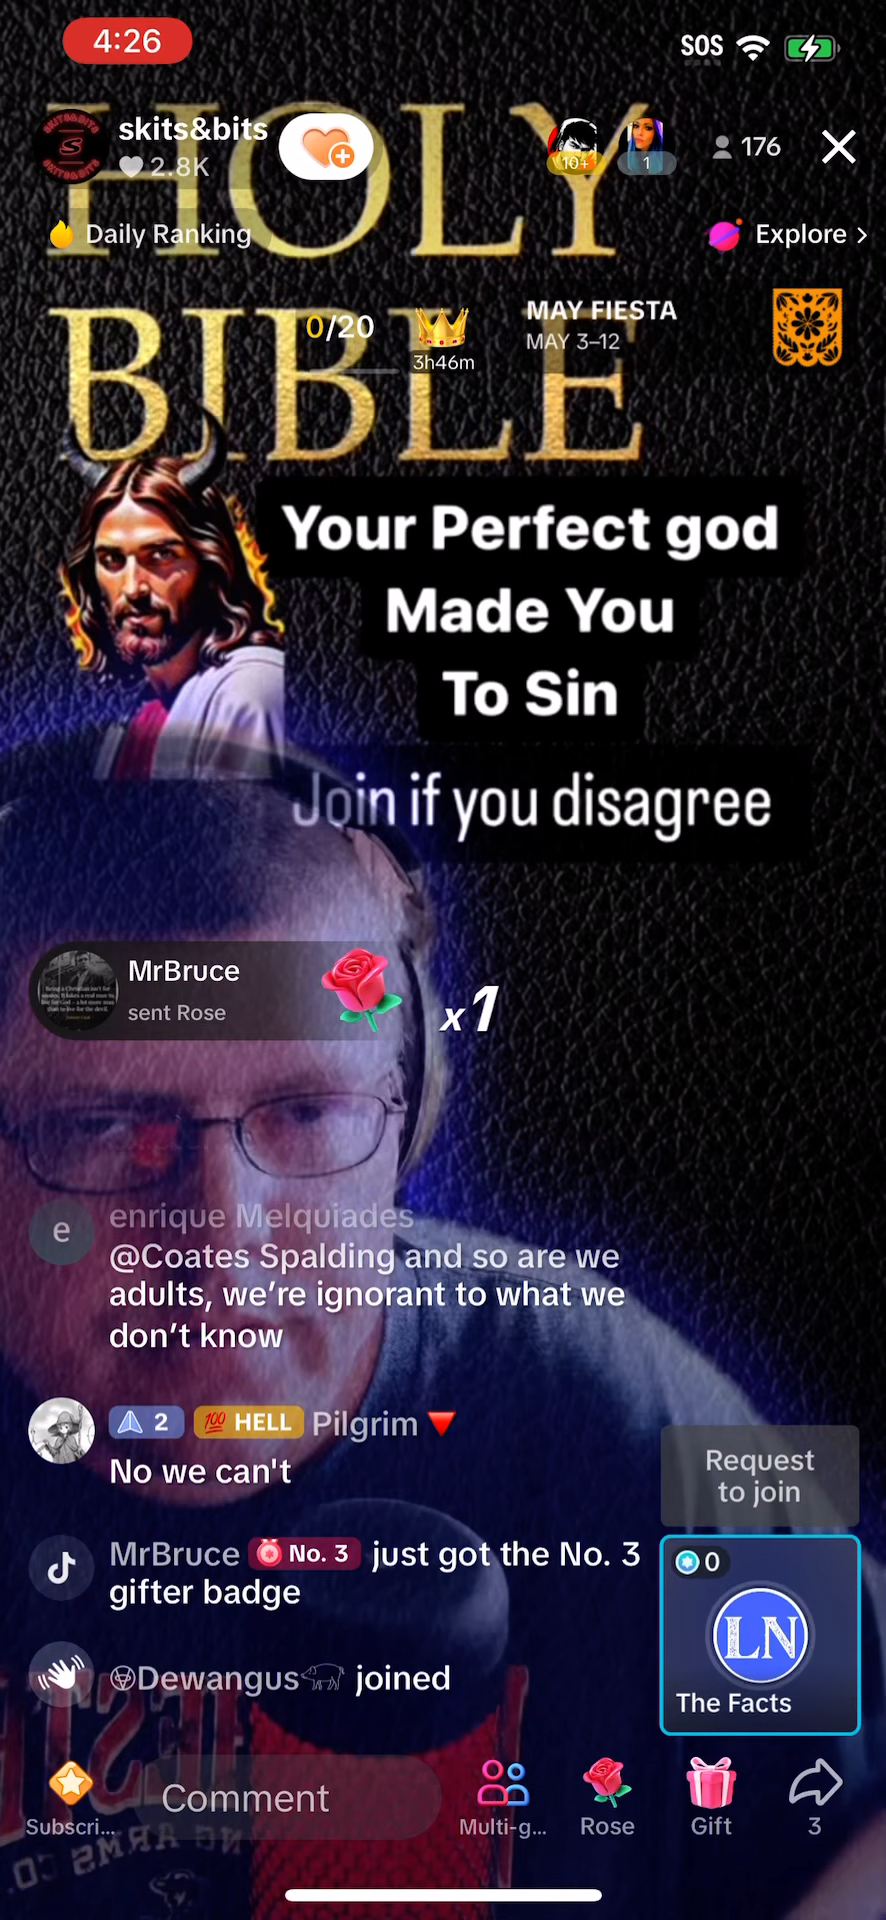 4:26
SOS
HOLY
skits&bits
2.8K
10+
1
176
Daily Ranking
Explore >
BIBLE
0/20
3h46m
MAY FIESTA
MAY 3–12
Your Perfect god
Made You
To Sin
Join if you disagree
MrBruce
sent Rose
x1
e
enrique Melquiades
@Coates Spalding and so are we
adults, we’re ignorant to what we
don’t know
2 💯 HELL Pilgrim🔻
No we can't
MrBruce No. 3 just got the No. 3
gifter badge
Dewangus joined
Request
to join
0
LN
The Facts
Subscri...
Comment
Multi-g...
Rose
Gift
3